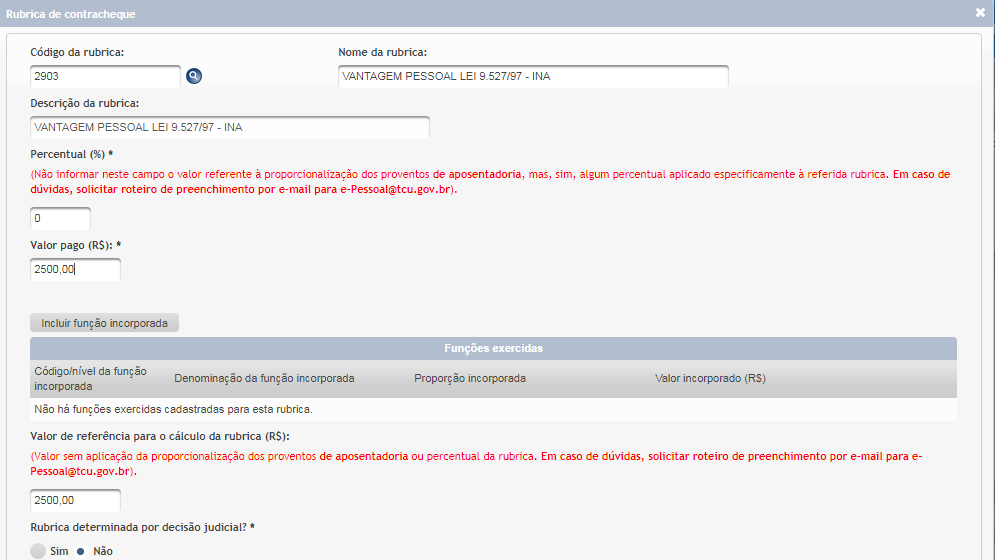 Rubrica de contracheque
Código da rubrica:
Nome da rubrica:
2903
VANTAGEM PESSOAL LEI 9.527/97 - INA
Descrição da rubrica:
VANTAGEM PESSOAL LEI 9.527/97 - INA
Percentual (%) *
(Não informar neste campo o valor referente à proporcionalização dos proventos de aposentadoria, mas, sim, algum percentual aplicado especificamente à referida rubrica. Em caso de
dúvidas, solicitar roteiro de preenchimento por e-mail para e-Pessoal@tcu.gov.br).
0
Valor pago (R$): *
2500,00
Incluir função incorporada
Funções exercidas
Código/nível da função
incorporada
Denominação da função incorporada
Proporção incorporada
Valor incorporado (R$)
Não há funções exercidas cadastradas para esta rubrica.
Valor de referência para o cálculo da rubrica (R$):
(Valor sem aplicação da proporcionalização dos proventos de aposentadoria ou percentual da rubrica. Em caso de dúvidas, solicitar roteiro de preenchimento por e-mail para e-
Pessoal@tcu.gov.br).
2500,00
Rubrica determinada por decisão judicial? *
Sim Não